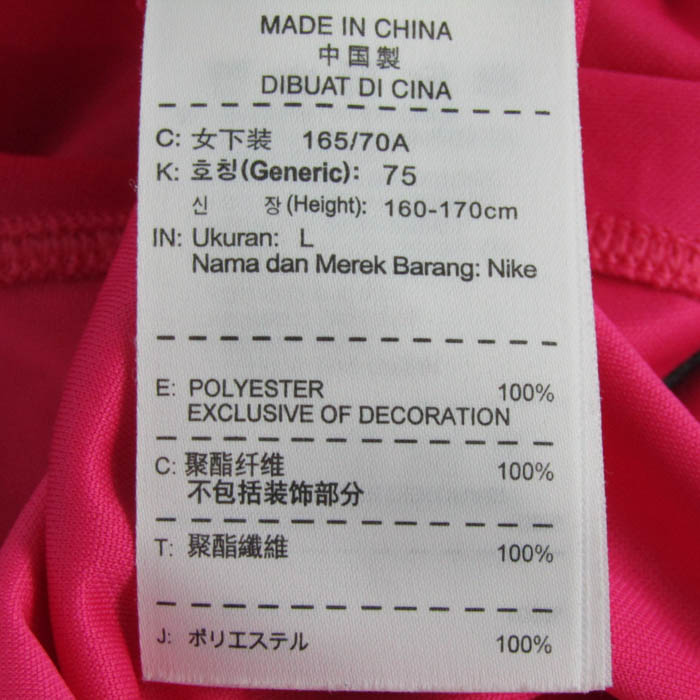 MADE IN CHINA
中国製
DIBUAT DI CINA
C: 女下装 165/70A
K: 호칭(Generic): 75
신 장(Height): 160-170cm
IN: Ukuran: L
Nama dan Merek Barang: Nike
E: POLYESTER 100%
EXCLUSIVE OF DECORATION
C: 聚酯纤维 100%
不包括装饰部分
T: 聚酯纖維 100%
J: ポリエステル 100%